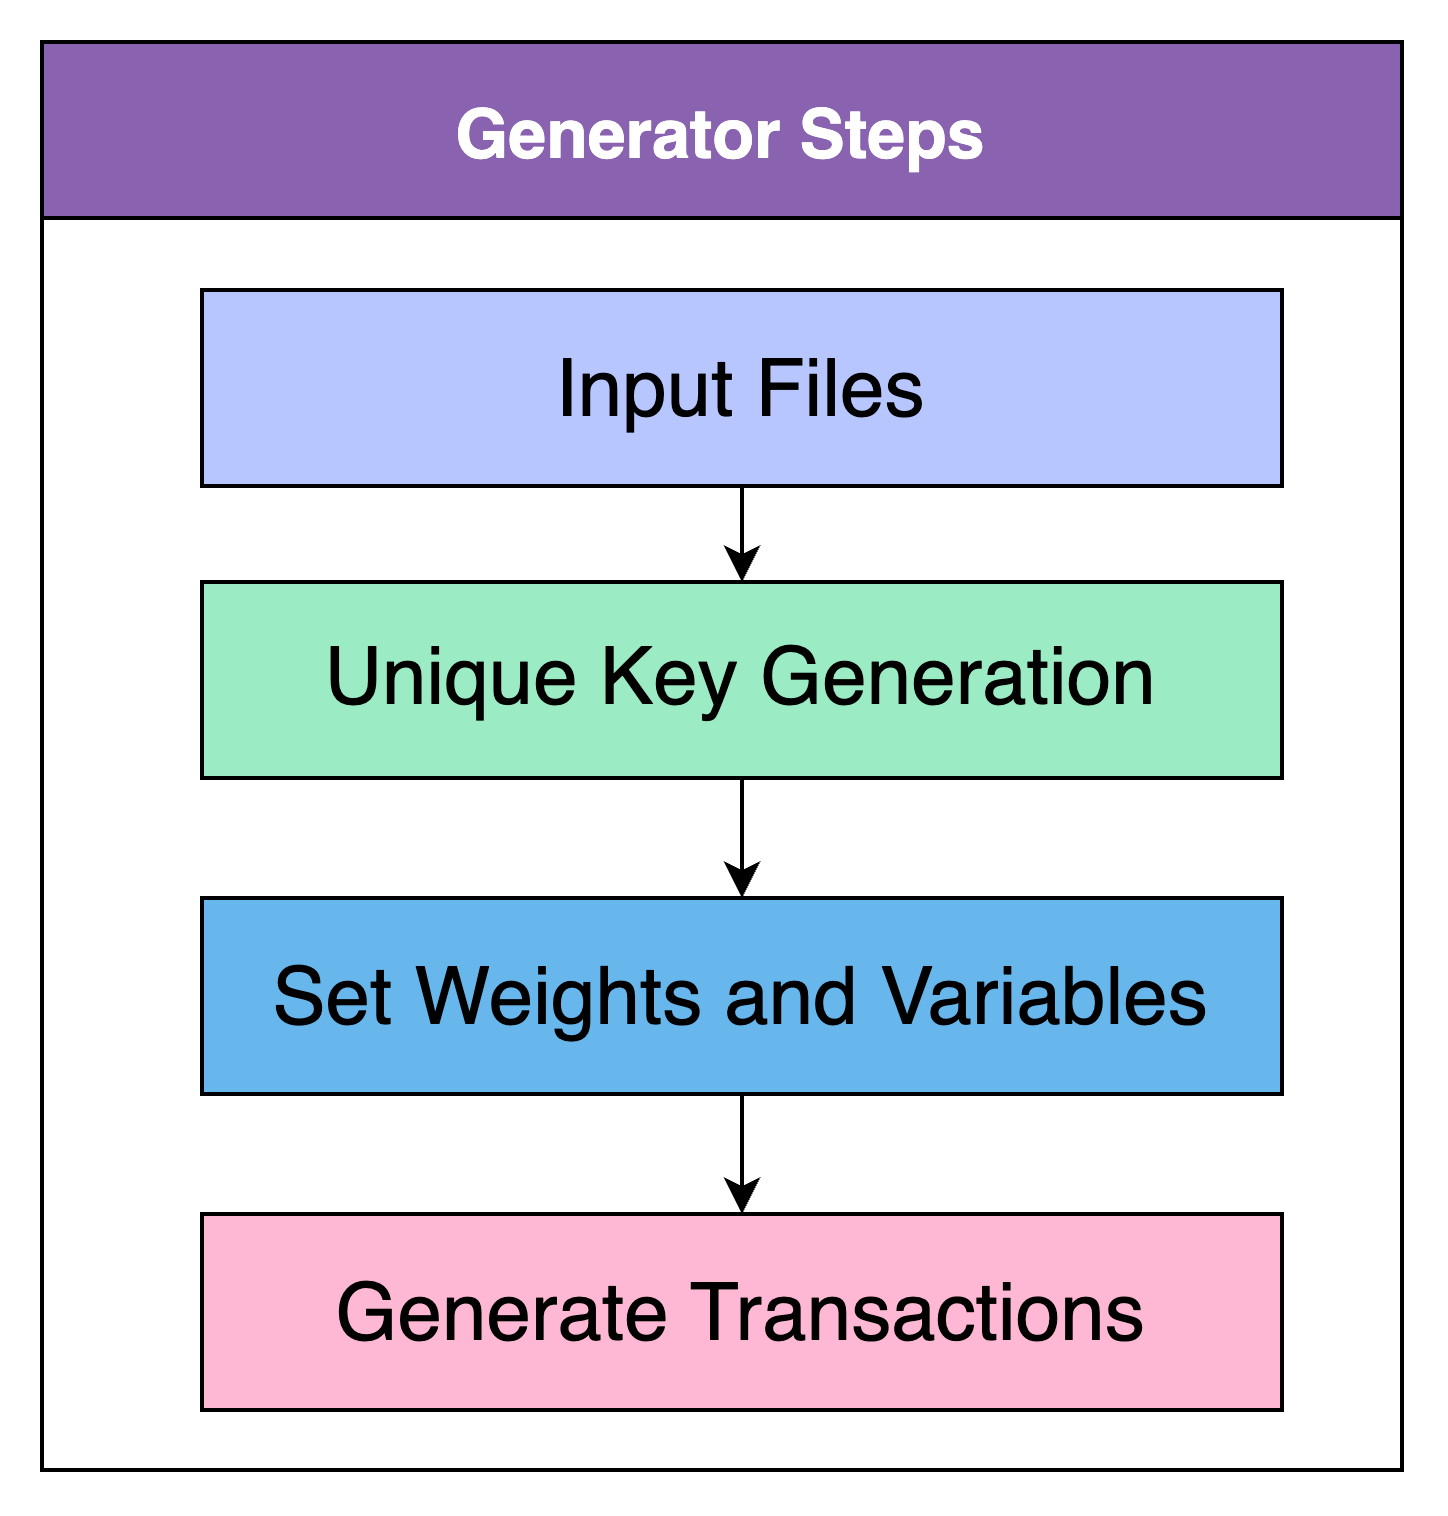 Generator Steps
Input Files
Unique Key Generation
Set Weights and Variables
Generate Transactions